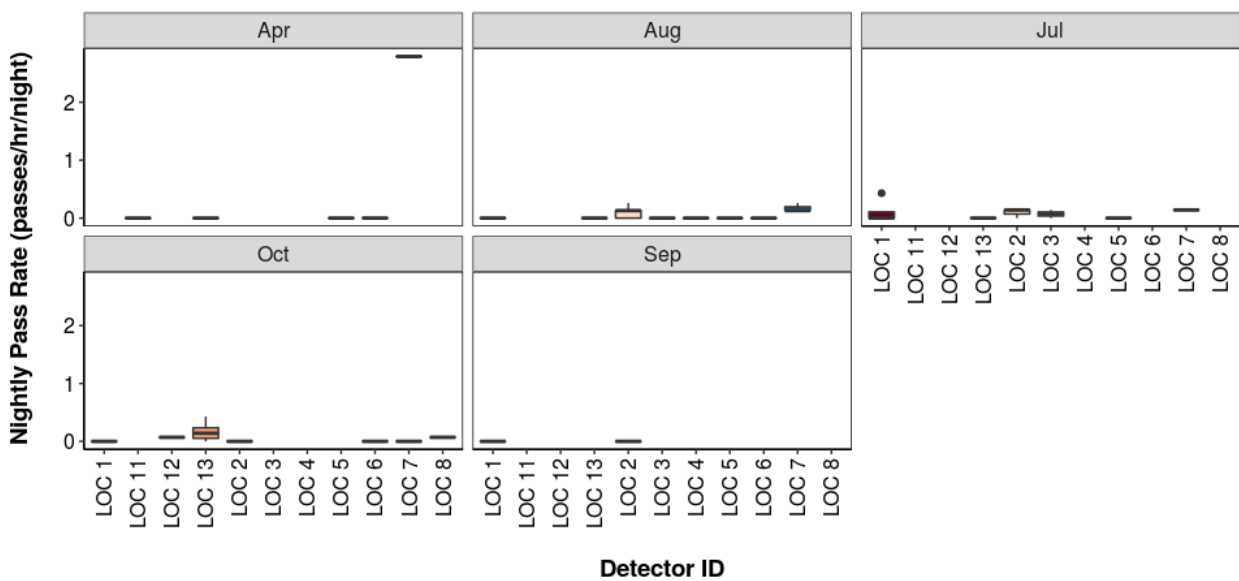 Nightly Pass Rate (passes/hr/night)
Apr
Aug
Jul
2
1
0
LOC 1
LOC 11
LOC 12
LOC 13
LOC 2
LOC 3
LOC 4
LOC 5
LOC 6
LOC 7
LOC 8
Oct
Sep
2
1
0
LOC 1
LOC 11
LOC 12
LOC 13
LOC 2
LOC 3
LOC 4
LOC 5
LOC 6
LOC 7
LOC 8
LOC 1
LOC 11
LOC 12
LOC 13
LOC 2
LOC 3
LOC 4
LOC 5
LOC 6
LOC 7
LOC 8
Detector ID